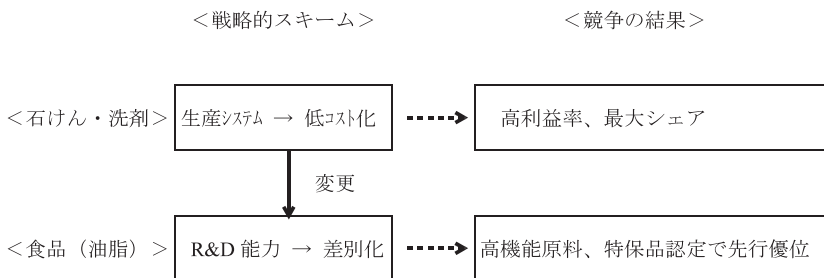 ＜戦略的スキーム＞ ＜競争の結果＞
＜石けん・洗剤＞ 生産ｼｽﾃﾑ → 低ｺｽﾄ化 高利益率、最大シェア
変更
＜食品（油脂）＞ R&D 能力 → 差別化 高機能原料、特保品認定で先行優位